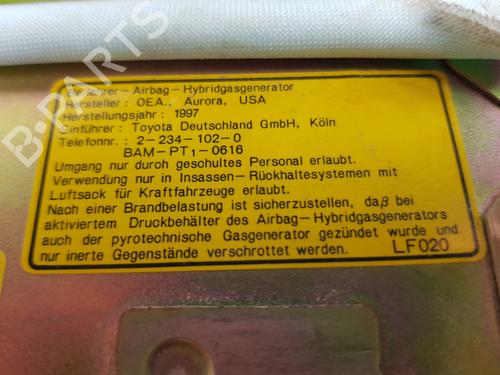 Beifahrer-Airbag-Hybridgasgenerator
Hersteller: OEA., Aurora, USA
Herstellungsjahr: 1997
Einführer: Toyota Deutschland GmbH, Köln
Telefonnr.: 2-234-102-0
BAM-PT1-0616
Umgang nur durch geschultes Personal erlaubt.
Verwendung nur in Insassen-Rückhaltesystemen mit
Luftsack für Kraftfahrzeuge erlaubt.
Nach einer Brandbelastung ist sicherzustellen, daβ bei
aktiviertem Druckbehälter des Airbag-Hybridgasgenerators
auch der pyrotechnische Gasgenerator gezündet wurde und
nur inerte Gegenstände verschrottet werden. LF020
B-PARTS